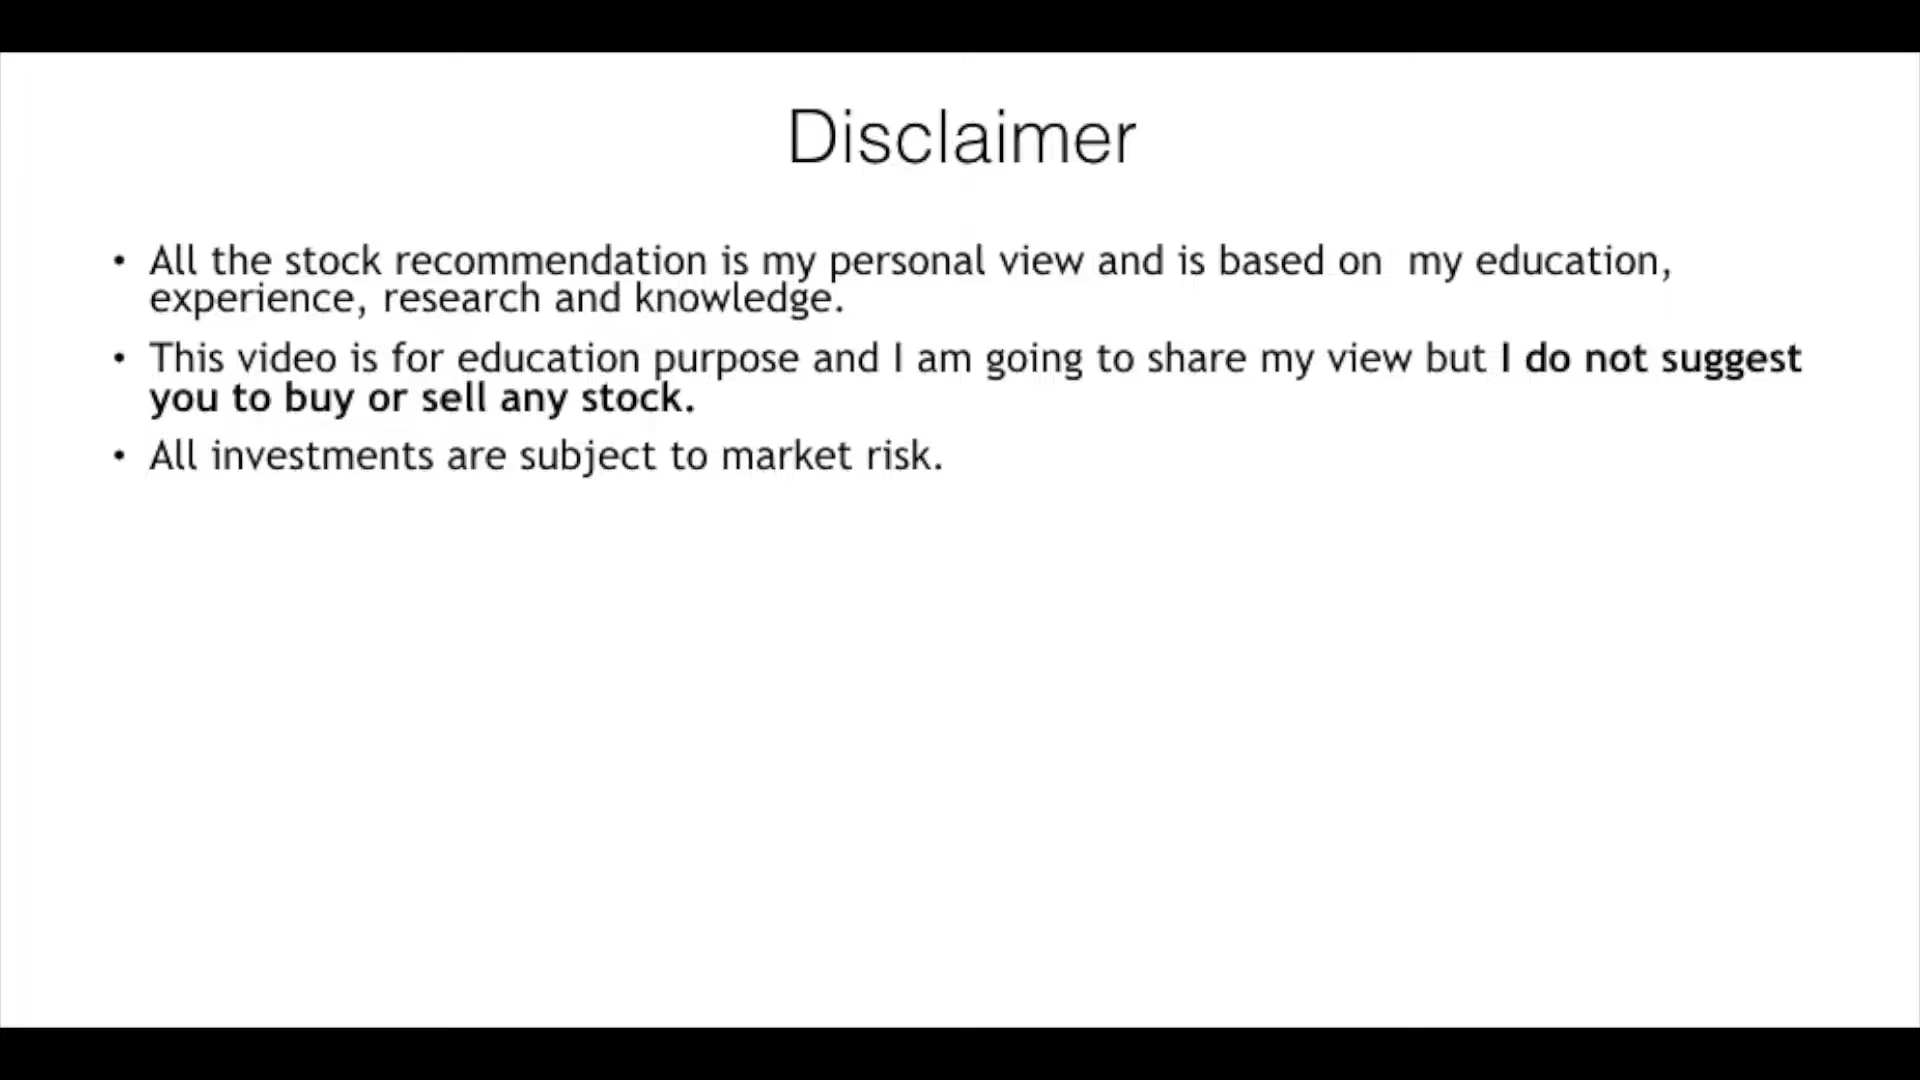 Disclaimer
• All the stock recommendation is my personal view and is based on  my education,
experience, research and knowledge.
• This video is for education purpose and I am going to share my view but I do not suggest
you to buy or sell any stock.
• All investments are subject to market risk.